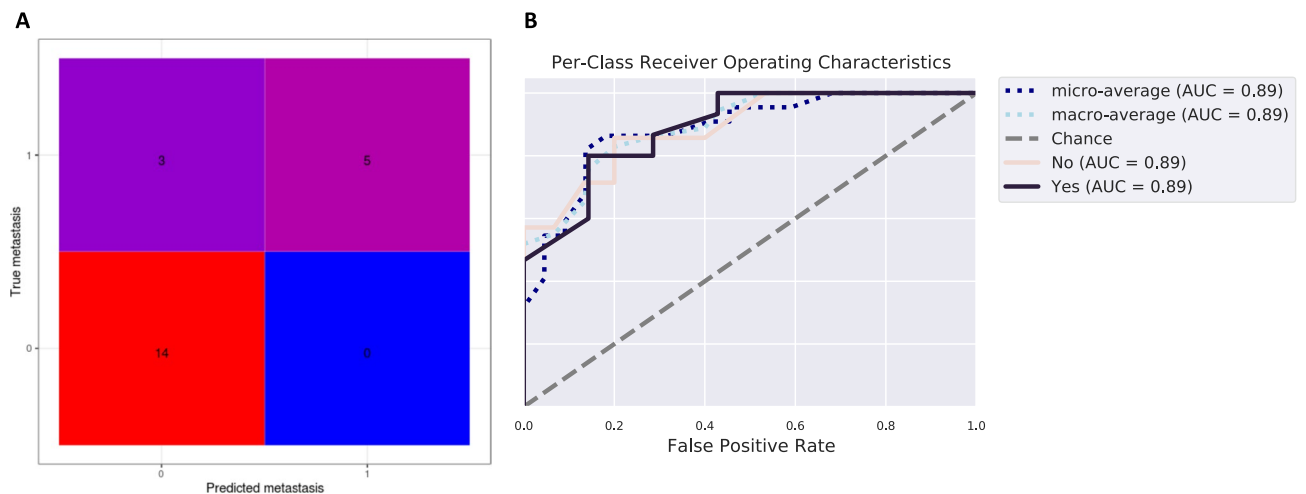 A
True metastasis
1
0
3
5
14
0
0
1
Predicted metastasis
B
Per-Class Receiver Operating Characteristics
0.0
0.2
0.4
0.6
0.8
1.0
False Positive Rate
micro-average (AUC = 0.89)
macro-average (AUC = 0.89)
Chance
No (AUC = 0.89)
Yes (AUC = 0.89)